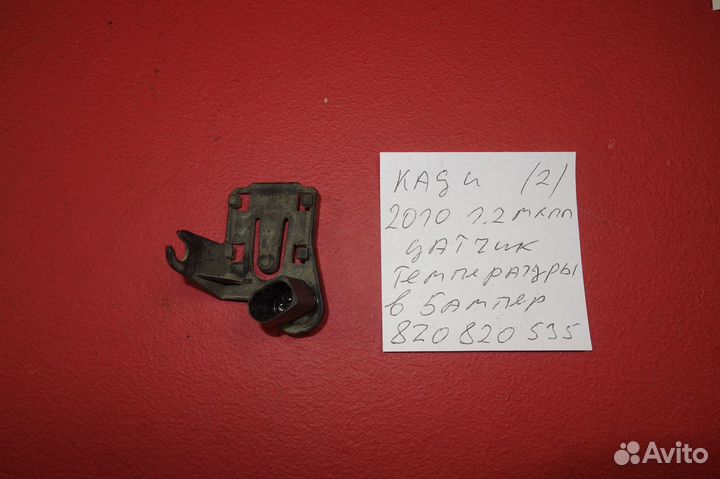 КАДИ (2)
2010 1.2 мкпп
ДАТЧИК
температуры
в бампер
820 820 535
Avito